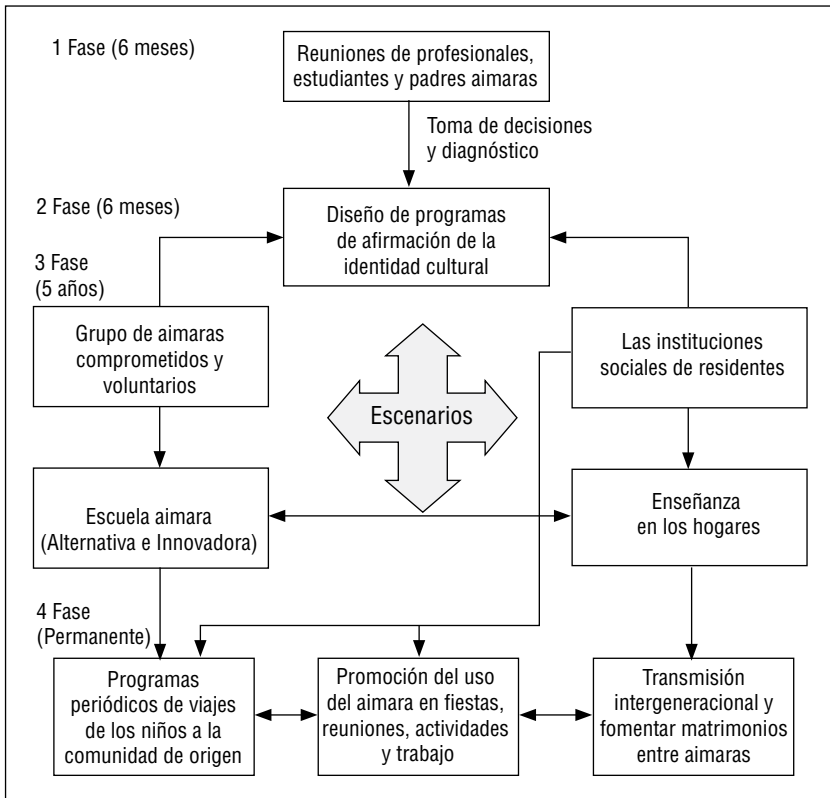 1 Fase (6 meses)
Reuniones de profesionales,
estudiantes y padres aimaras
Toma de decisiones
y diagnóstico
2 Fase (6 meses)
Diseño de programas
de afirmación de la
identidad cultural
3 Fase
(5 años)
Grupo de aimaras
comprometidos y
voluntarios
Escenarios
Las instituciones
sociales de residentes
Escuela aimara
(Alternativa e Innovadora)
Enseñanza
en los hogares
4 Fase
(Permanente)
Programas
periódicos de viajes
de los niños a la
comunidad de origen
Promoción del uso
del aimara en fiestas,
reuniones, actividades
y trabajo
Transmisión
intergeneracional y
fomentar matrimonios
entre aimaras